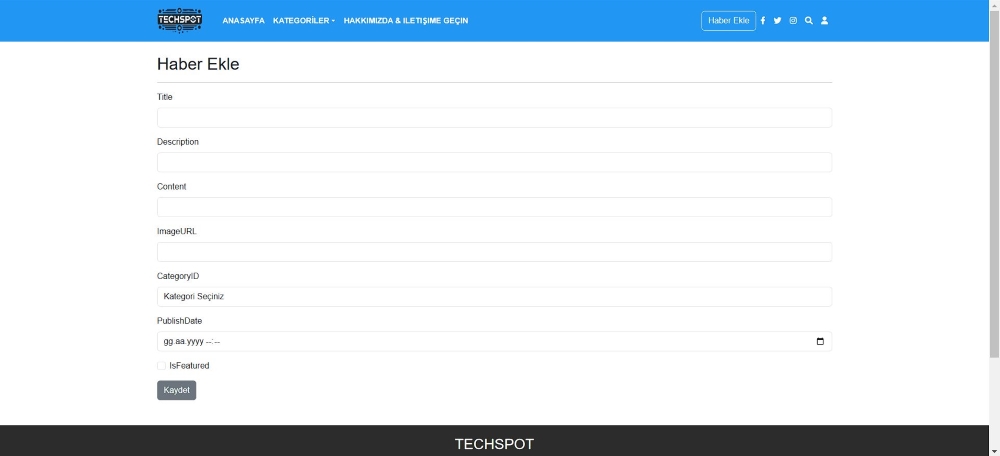 TECHSPOT
ANASAYFA KATEGORİLER HAKKIMIZDA & ILETIŞIME GEÇIN Haber Ekle
Haber Ekle
Title
Description
Content
ImageURL
CategoryID
Kategori Seçiniz
PublishDate
gg.aa.yyyy --:--
IsFeatured
Kaydet
TECHSPOT